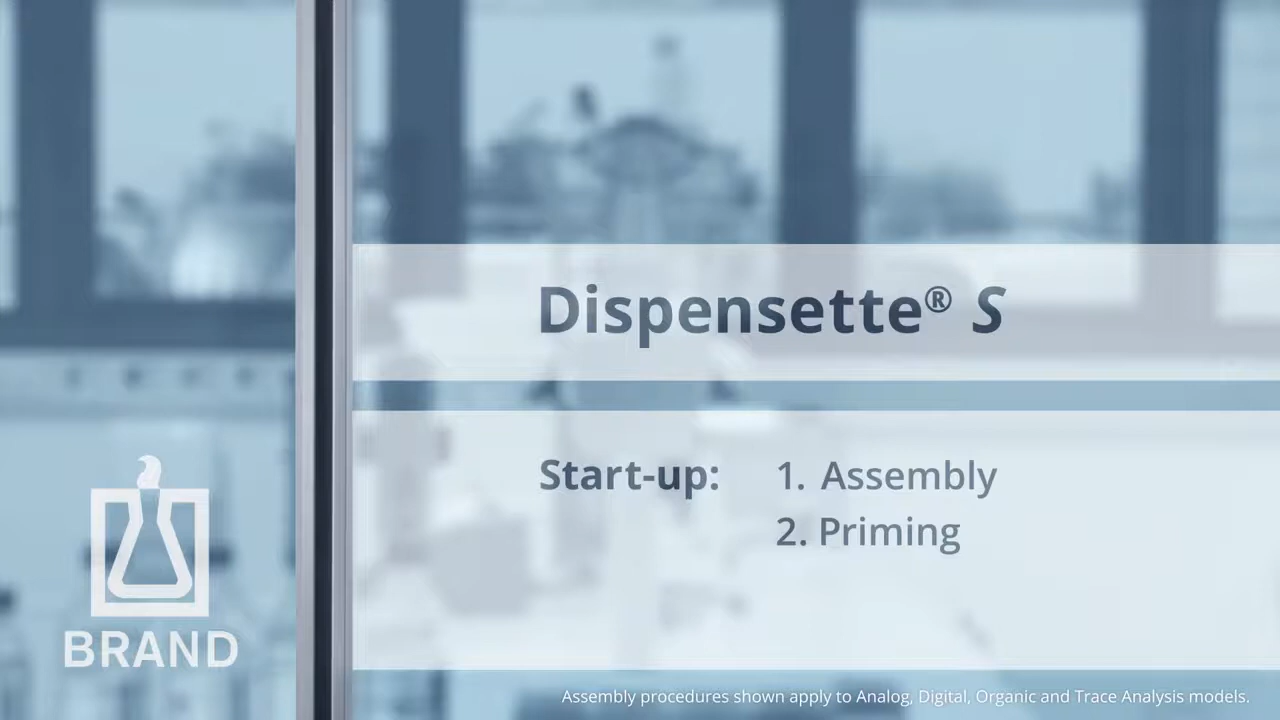 Dispensette® S
Start-up: 1. Assembly
2. Priming
BRAND
Assembly procedures shown apply to Analog, Digital, Organic and Trace Analysis models.